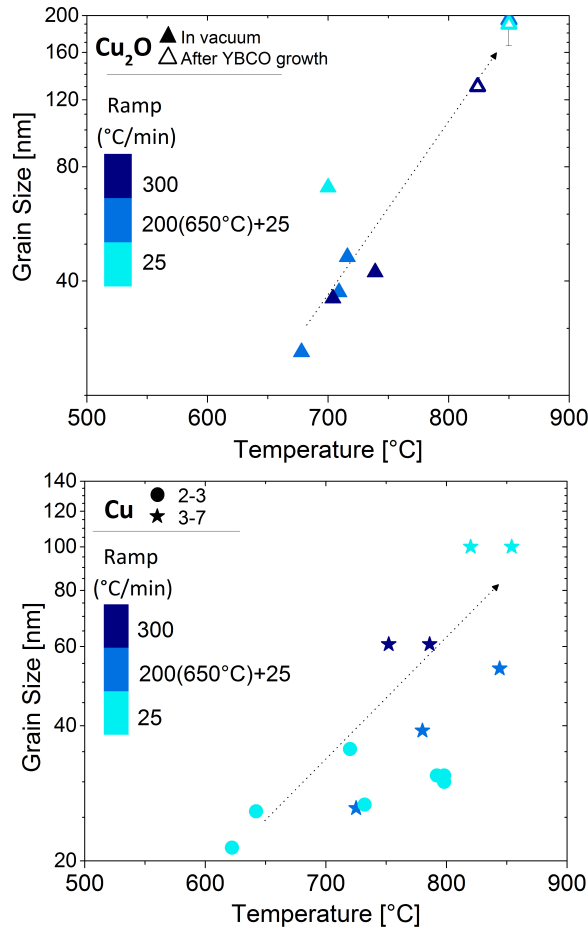 200
160
120
80
40
Grain Size [nm]
Cu2O
In vacuum
After YBCO growth
Ramp
(°C/min)
300
200(650°C)+25
25
500 600 700 800 900
Temperature [°C]
140
120
100
80
60
40
20
Grain Size [nm]
Cu
2-3
3-7
Ramp
(°C/min)
300
200(650°C)+25
25
500 600 700 800 900
Temperature [°C]